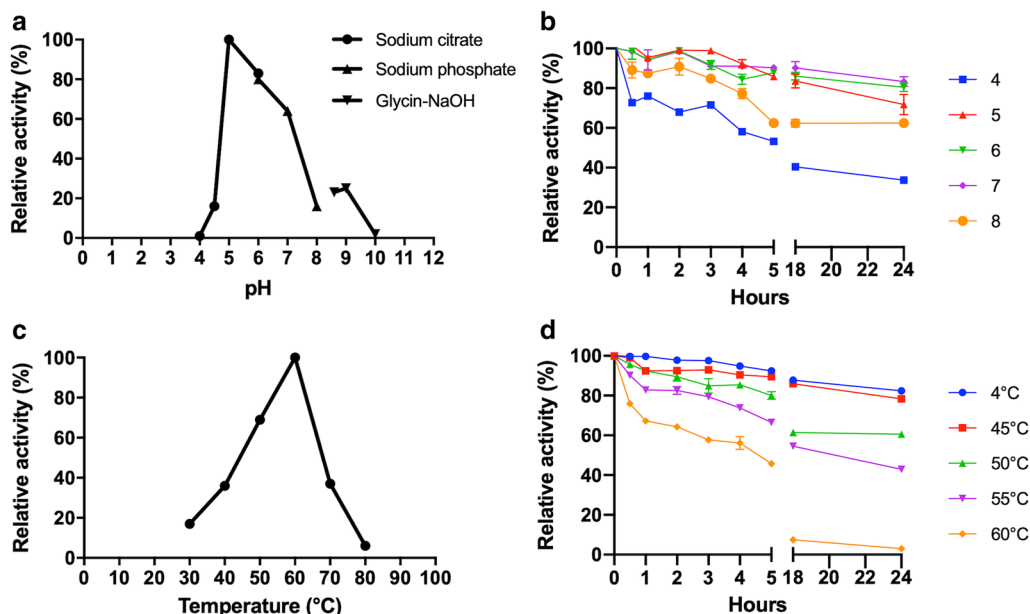 a
Relative activity (%)
100
80
60
40
20
0
0 1 2 3 4 5 6 7 8 9 10 11 12
pH
Sodium citrate
Sodium phosphate
Glycin-NaOH
b
Relative activity (%)
100
80
60
40
20
0
0 1 2 3 4 5 18 20 22 24
Hours
4
5
6
7
8
c
Relative activity (%)
100
80
60
40
20
0
0 10 20 30 40 50 60 70 80 90 100
Temperature (°C)
d
Relative activity (%)
100
80
60
40
20
0
0 1 2 3 4 5 18 20 22 24
Hours
4°C
45°C
50°C
55°C
60°C